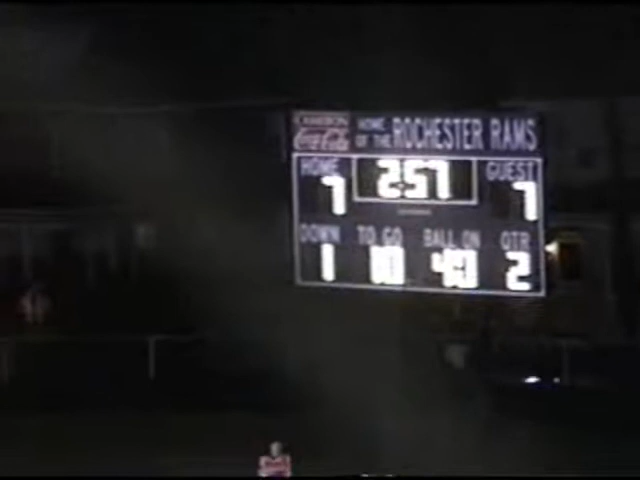 HOME
Coca-Cola OF THE ROCHESTER RAMS
HOME 2:57 GUEST
7 7
DOWN TO GO BALL ON QTR
1 10 40 2